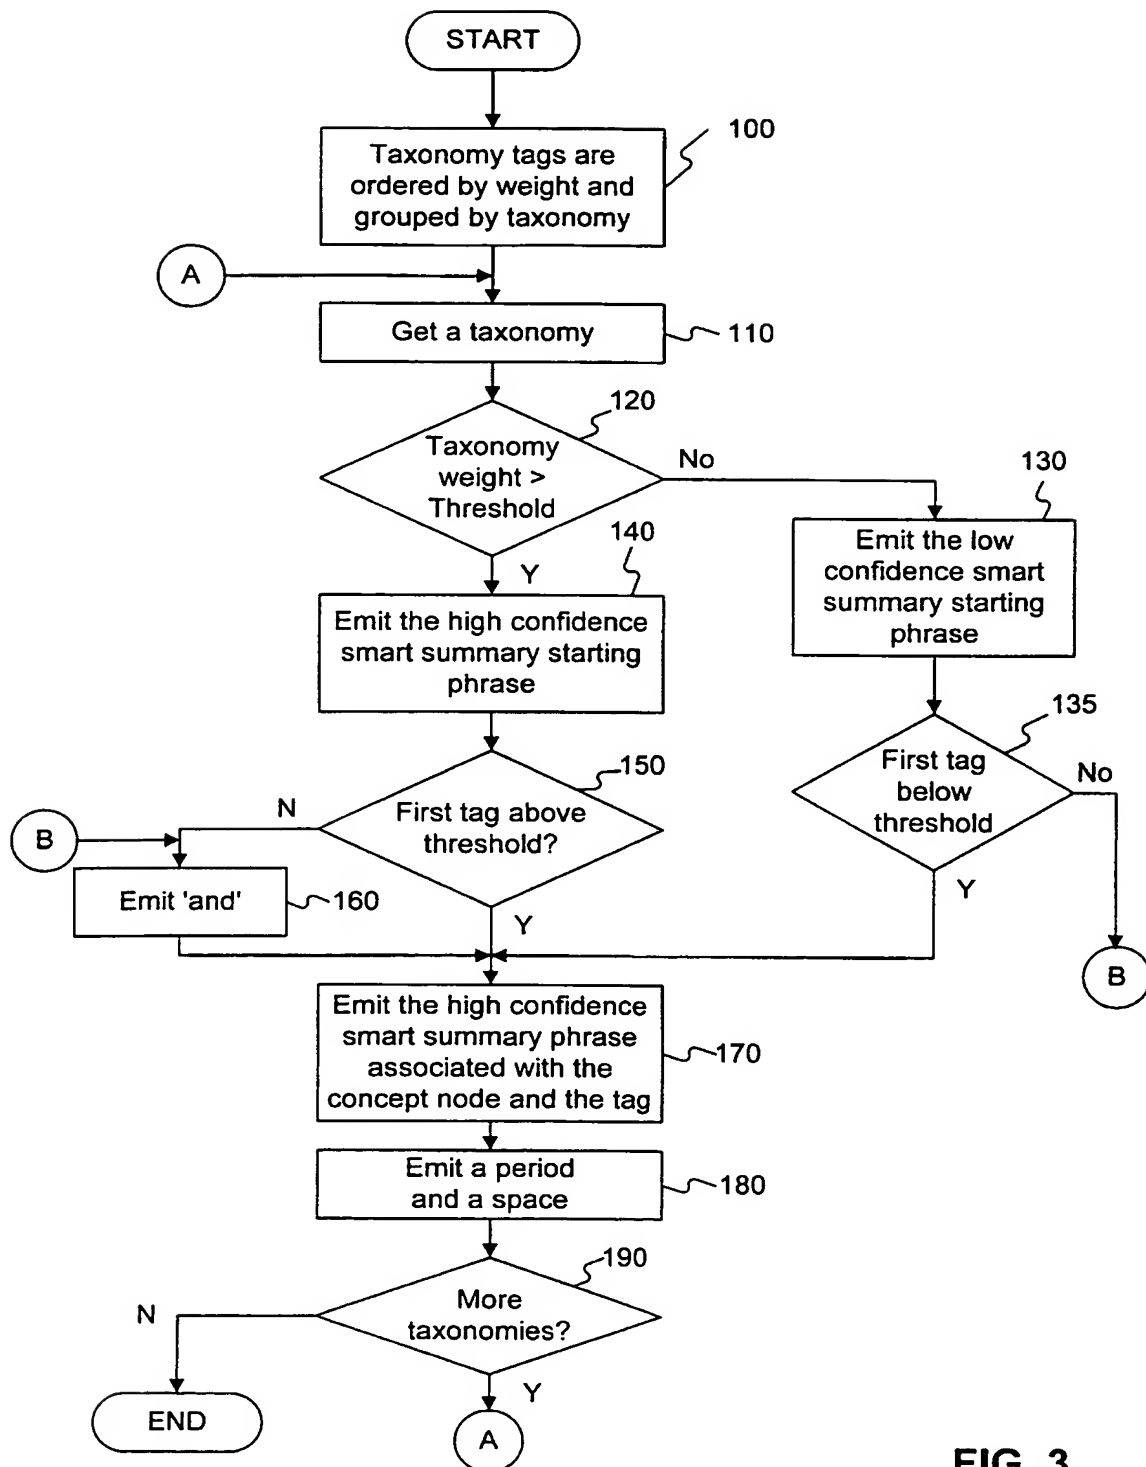 START
100
Taxonomy tags are
ordered by weight and
grouped by taxonomy
A
Get a taxonomy
110
120
Taxonomy
weight >
Threshold
No
130
Emit the low
confidence smart
summary starting
phrase
140
Y
Emit the high confidence
smart summary starting
phrase
135
First tag
below
threshold
No
Y
150
First tag above
threshold?
N
B
Emit 'and'
160
Y
B
Emit the high confidence
smart summary phrase
associated with the
concept node and the tag
170
Emit a period
and a space
180
190
More
taxonomies?
N
Y
END
A
FIG. 3